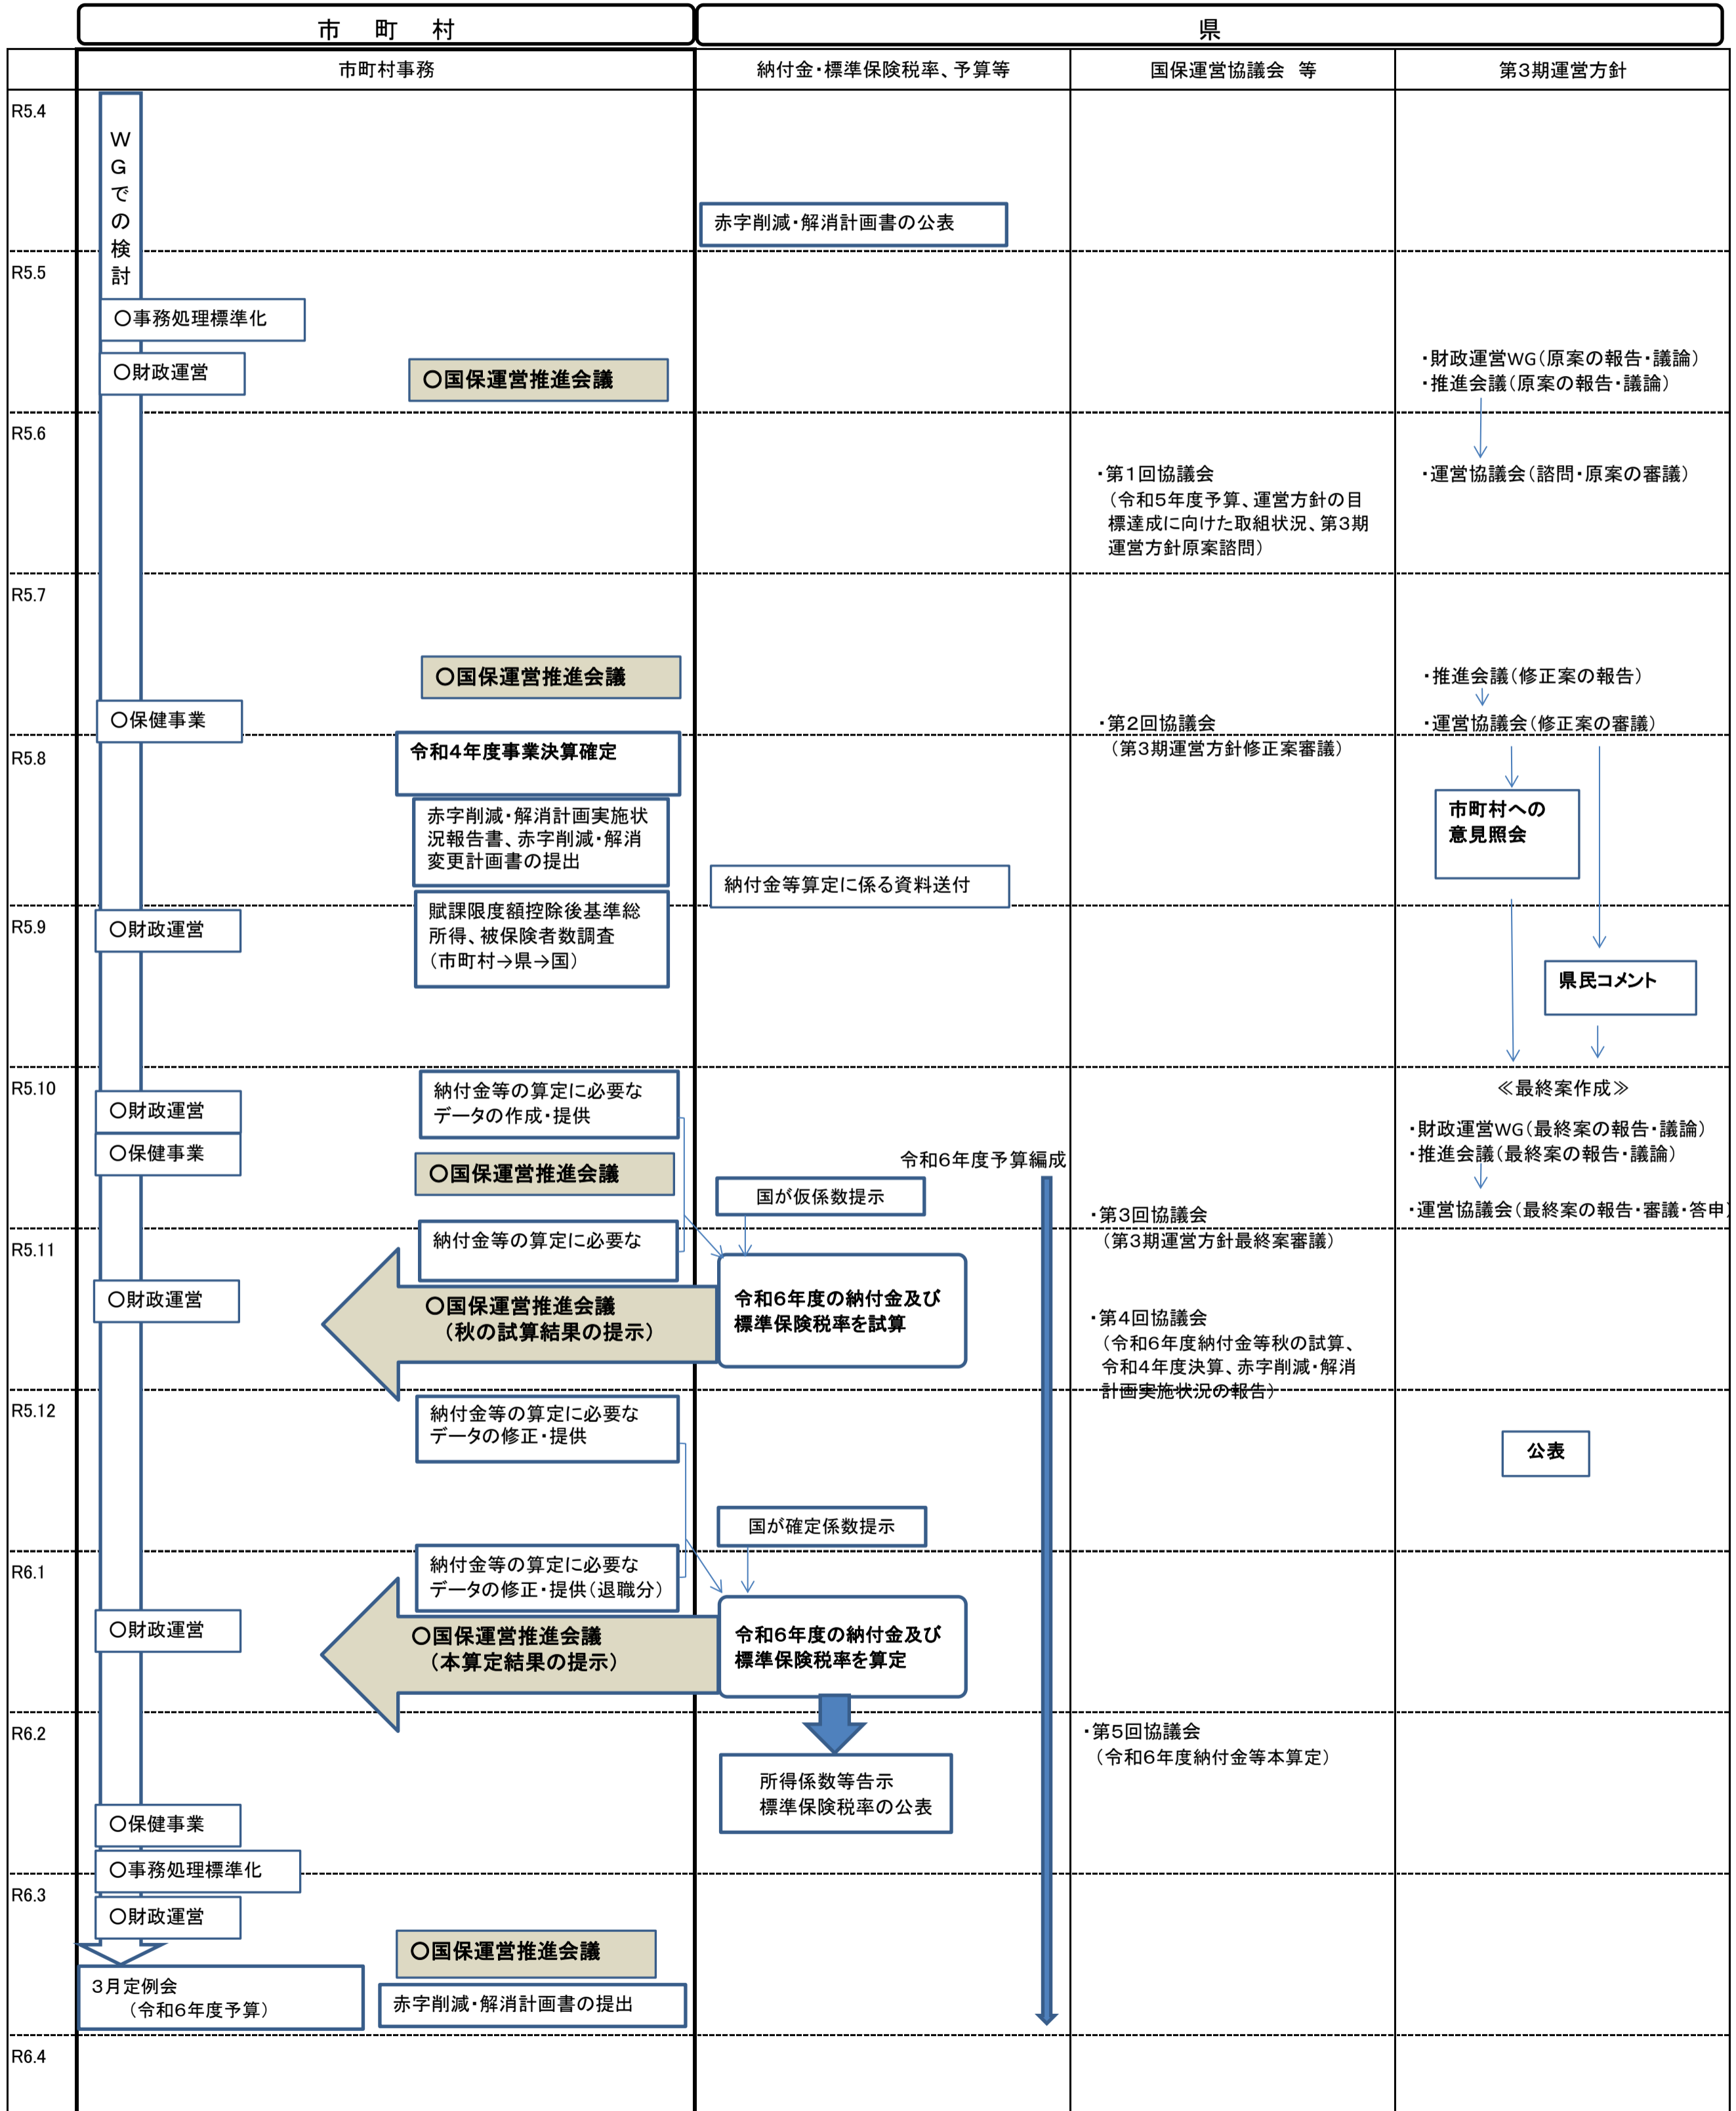 市　町　村
県
市町村事務
納付金・標準保険税率、予算等
国保運営協議会　等
第3期運営方針
R5.4
WGでの検討
赤字削減・解消計画書の公表
R5.5
○事務処理標準化
○財政運営
○国保運営推進会議
・財政運営WG(原案の報告・議論)
・推進会議(原案の報告・議論)
R5.6
・第1回協議会
(令和5年度予算、運営方針の目
標達成に向けた取組状況、第3期
運営方針原案諮問)
・運営協議会(諮問・原案の審議)
R5.7
○国保運営推進会議
・推進会議(修正案の報告)
○保健事業
・第2回協議会
(第3期運営方針修正案審議)
・運営協議会(修正案の審議)
R5.8
令和4年度事業決算確定
赤字削減・解消計画実施状
況報告書、赤字削減・解消
変更計画書の提出
納付金等算定に係る資料送付
市町村への
意見照会
R5.9
○財政運営
賦課限度額控除後基準総
所得、被保険者数調査
(市町村→県→国)
県民コメント
R5.10
納付金等の算定に必要な
データの作成・提供
≪最終案作成≫
○財政運営
○保健事業
○国保運営推進会議
令和6年度予算編成
国が仮係数提示
・財政運営WG(最終案の報告・議論)
・推進会議(最終案の報告・議論)
・第3回協議会
(第3期運営方針最終案審議)
・運営協議会(最終案の報告・審議・答申)
R5.11
納付金等の算定に必要な
○財政運営
○国保運営推進会議
(秋の試算結果の提示)
令和6年度の納付金及び
標準保険税率を試算
・第4回協議会
(令和6年度納付金等秋の試算、
令和4年度決算、赤字削減・解消
計画実施状況の報告)
R5.12
納付金等の算定に必要な
データの修正・提供
公表
国が確定係数提示
R6.1
納付金等の算定に必要な
データの修正・提供(退職分)
○財政運営
○国保運営推進会議
(本算定結果の提示)
令和6年度の納付金及び
標準保険税率を算定
R6.2
・第5回協議会
(令和6年度納付金等本算定)
所得係数等告示
標準保険税率の公表
○保健事業
○事務処理標準化
R6.3
○財政運営
○国保運営推進会議
3月定例会
(令和6年度予算)
赤字削減・解消計画書の提出
R6.4